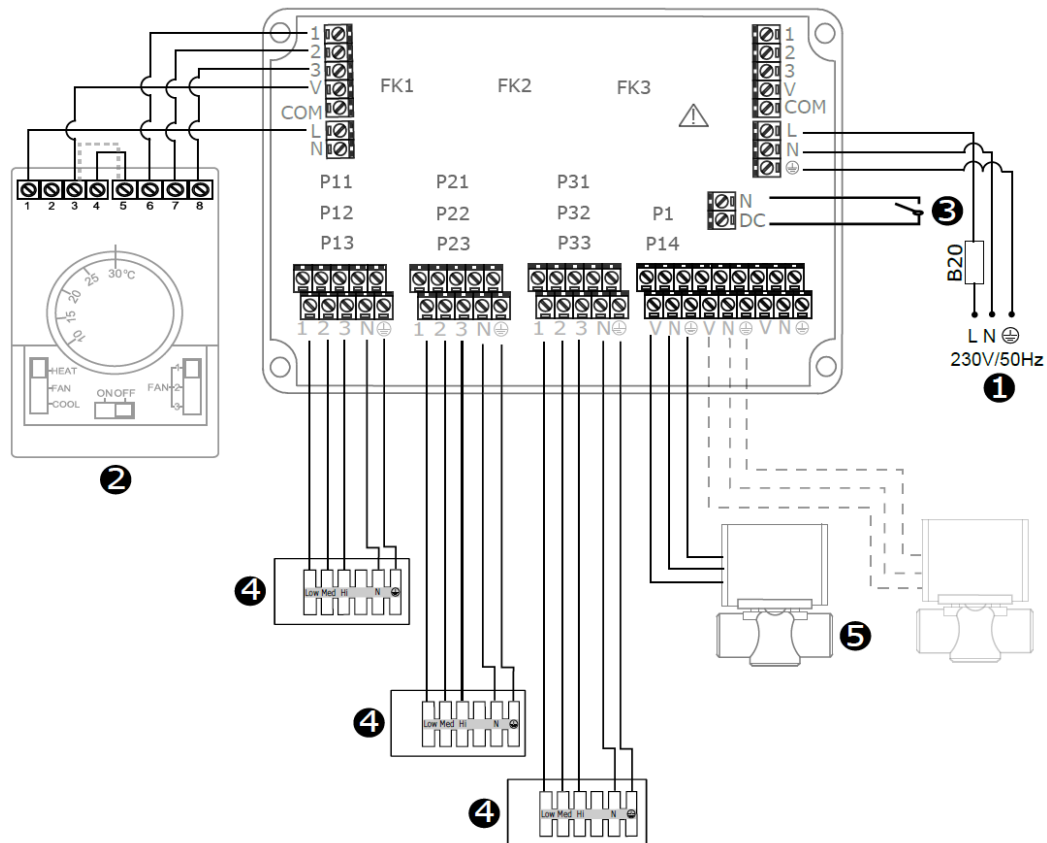 1
2
3
V
COM
L
N
FK1 FK2 FK3
⚠
1
2
3
V
COM
L
N
⏚
P11 P21 P31
P12 P22 P32 P1
P13 P23 P33 P14
N
DC
❸
B20
L N ⏚
230V/50Hz
❶
1 2 3 4 5 6 7 8
10 15 20 25 30°C
HEAT
FAN
COOL
ON OFF
FAN
1
2
3
❷
1 2 3 N ⏚
1 2 3 N ⏚
1 2 3 N ⏚
V N ⏚ V N ⏚ V N ⏚
❹
Low Med Hi N ⏚
❹
Low Med Hi N ⏚
❹
Low Med Hi N ⏚
❺